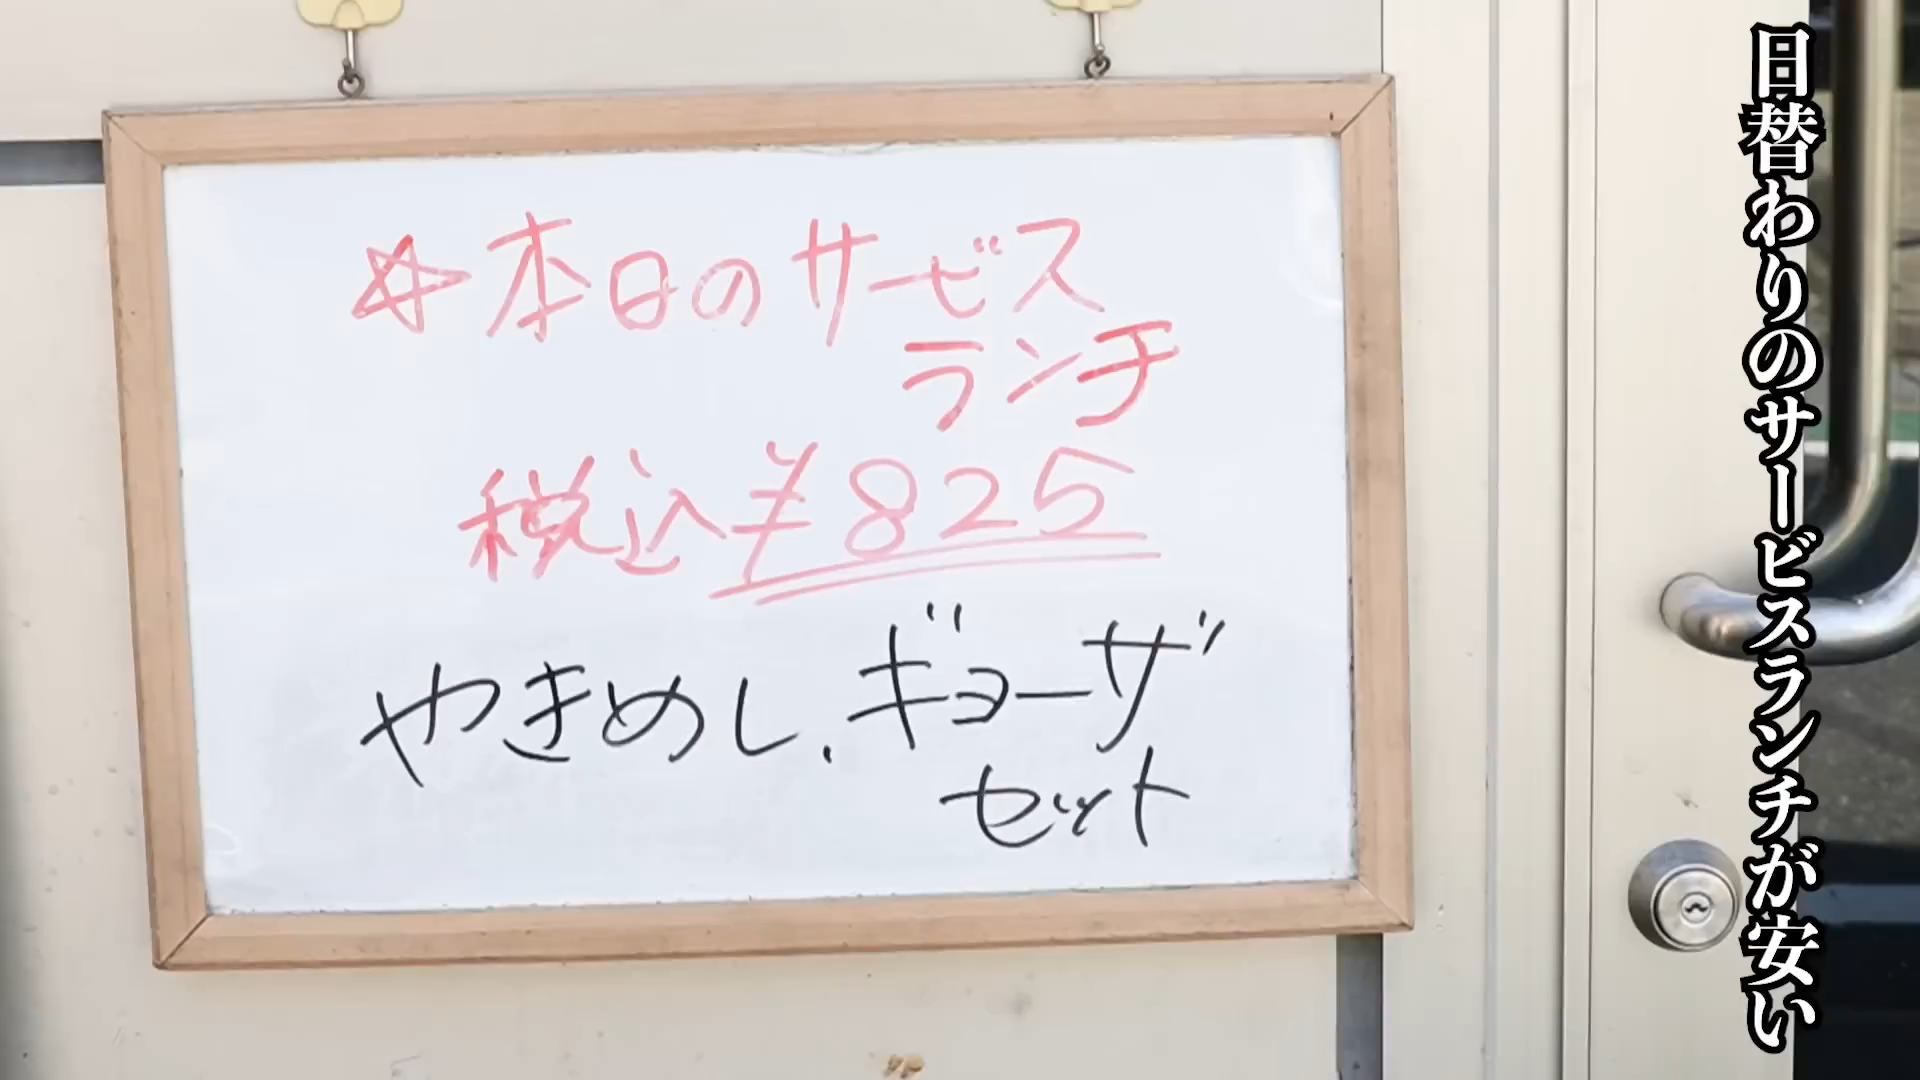 ☆本日のサービス
ランチ
税込¥825
やきめし.ギョーザ
セット
日替わりのサービスランチが安い